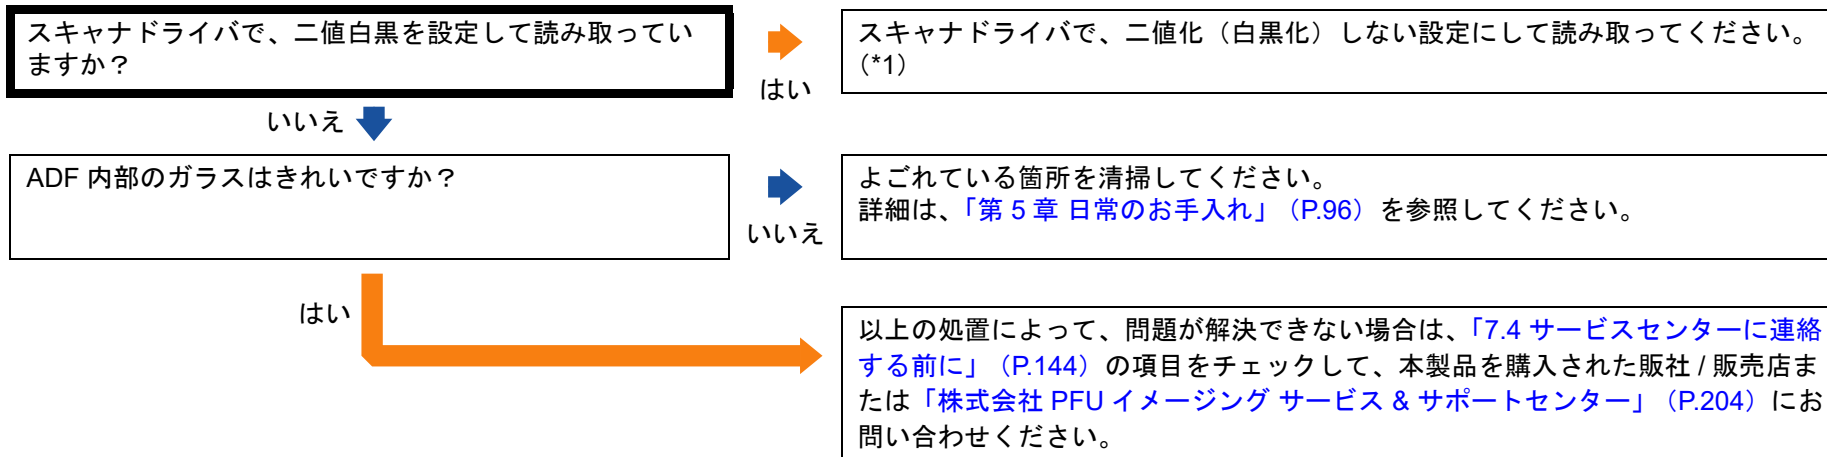 スキャナドライバで、二値白黒を設定して読み取ってい
ますか？
はい
スキャナドライバで、二値化（白黒化）しない設定にして読み取ってください。
（*1）
いいえ
ADF 内部のガラスはきれいですか？
いいえ
よごれている箇所を清掃してください。
詳細は、「第 5 章 日常のお手入れ」（P.96）を参照してください。
はい
以上の処置によって、問題が解決できない場合は、「7.4 サービスセンターに連絡
する前に」（P.144）の項目をチェックして、本製品を購入された販社 / 販売店ま
たは「株式会社 PFU イメージング サービス & サポートセンター」（P.204）にお
問い合わせください。